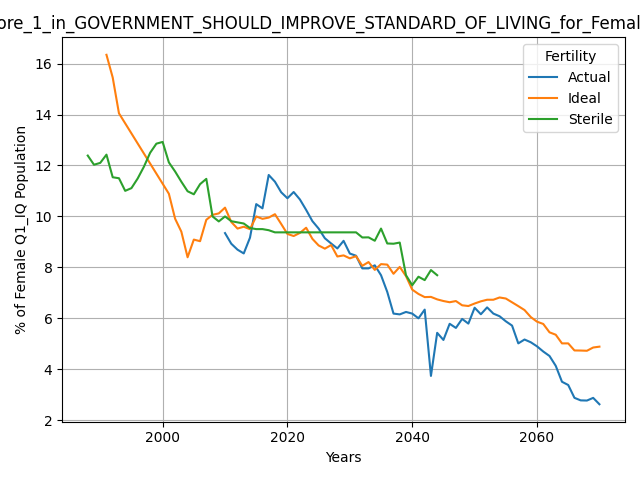 ore_1_in_GOVERNMENT_SHOULD_IMPROVE_STANDARD_OF_LIVING_for_Femal
Fertility
Actual
Ideal
Sterile
% of Female Q1_IQ Population
16
14
12
10
8
6
4
2
2000 2020 2040 2060
Years